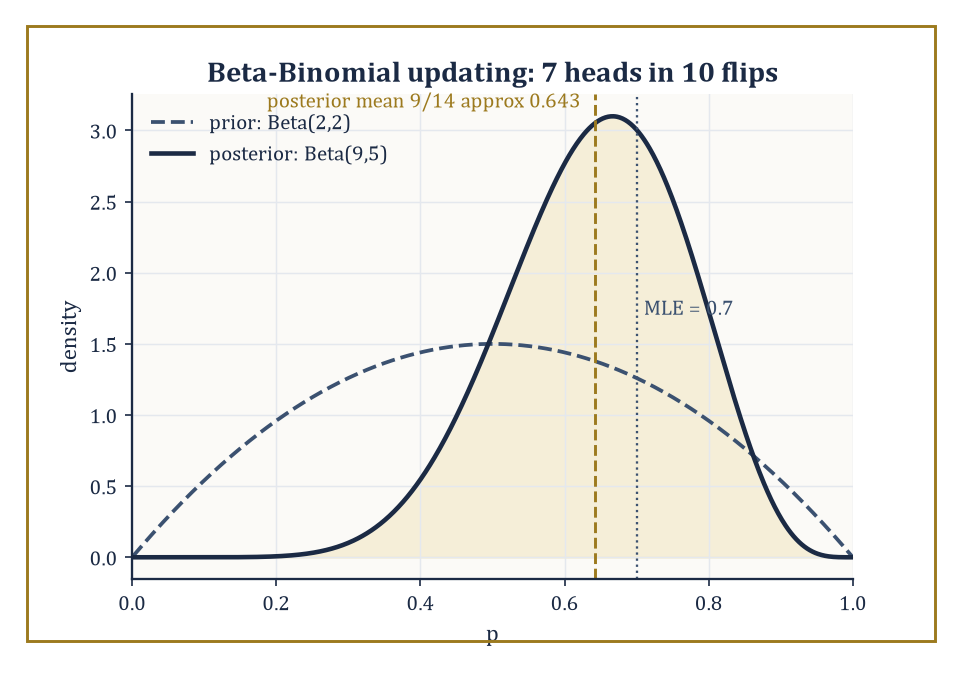 Beta-Binomial updating: 7 heads in 10 flips
posterior mean 9/14 approx 0.643
prior: Beta(2,2)
posterior: Beta(9,5)
MLE = 0.7
density
3.0
2.5
2.0
1.5
1.0
0.5
0.0
0.0 0.2 0.4 0.6 0.8 1.0
p